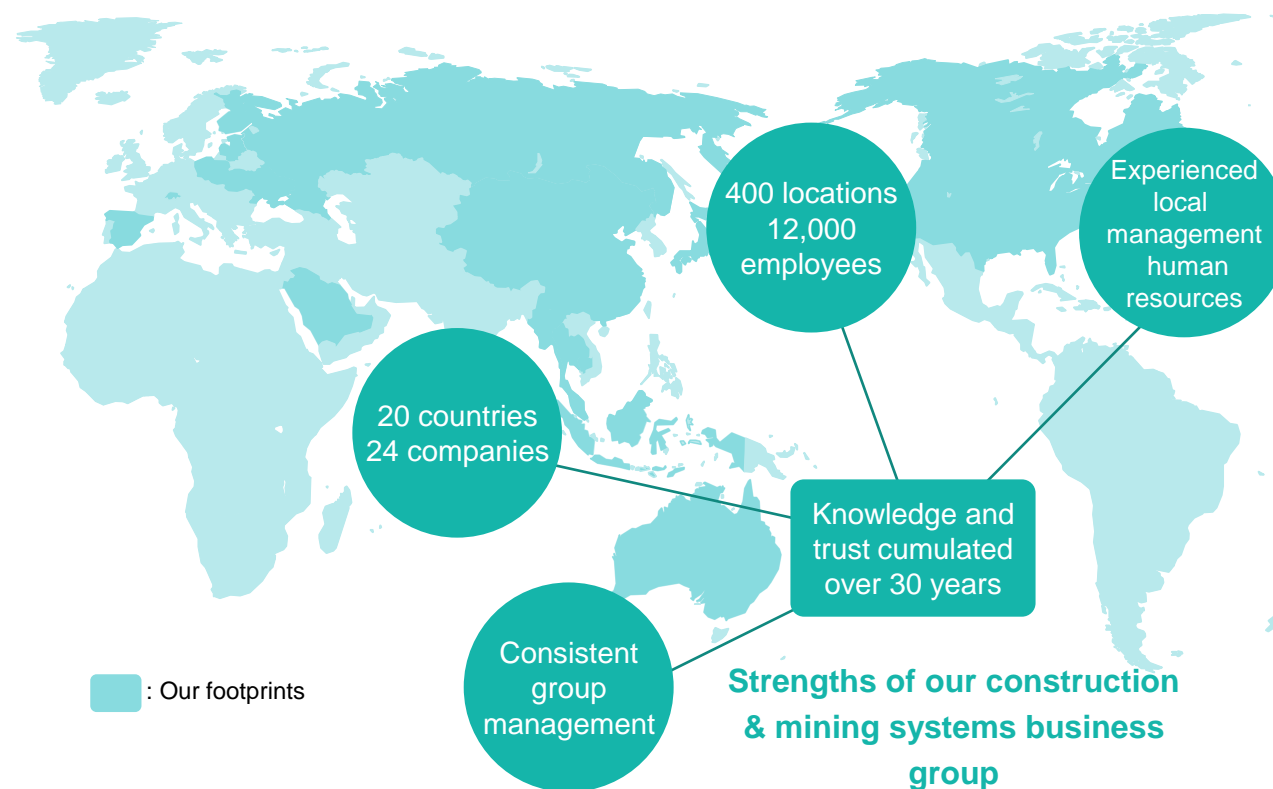 400 locations
12,000
employees
Experienced
local
management
human
resources
20 countries
24 companies
Knowledge and
trust cumulated
over 30 years
Consistent
group
management
: Our footprints
Strengths of our construction
& mining systems business
group